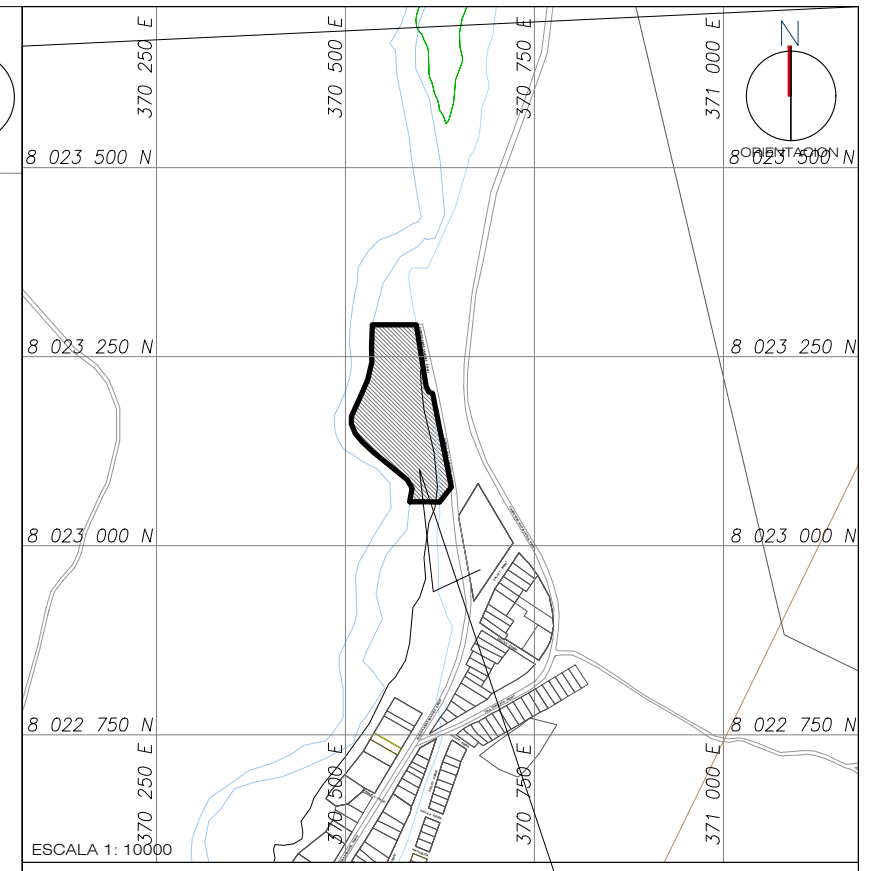 370 250 E
370 500 E
370 750 E
371 000 E
N
ORIENTACION
8 023 500 N
8 023 500 N
8 023 250 N
8 023 250 N
8 023 000 N
8 023 000 N
8 022 750 N
8 022 750 N
370 250 E
370 500 E
370 750 E
371 000 E
ESCALA 1: 10000